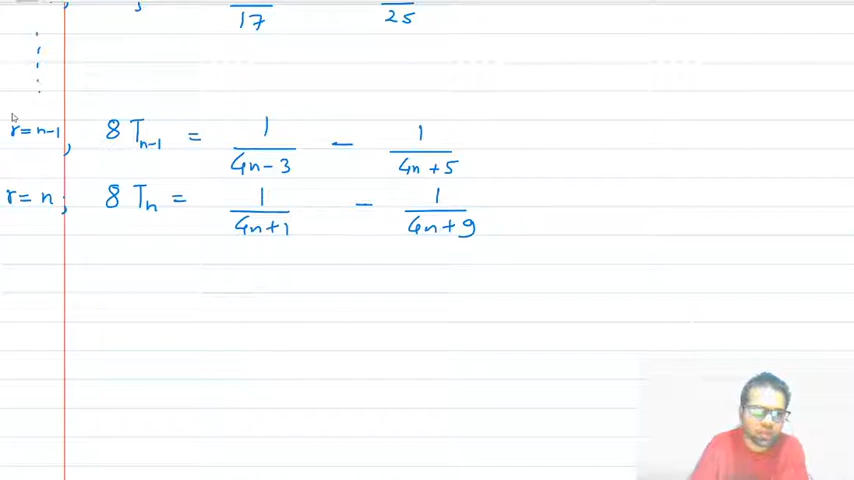 17 25
r=n-1, 8 T_{n-1} = 1/(4n-3) - 1/(4n+5)
r=n; 8 T_n = 1/(4n+1) - 1/(4n+9)